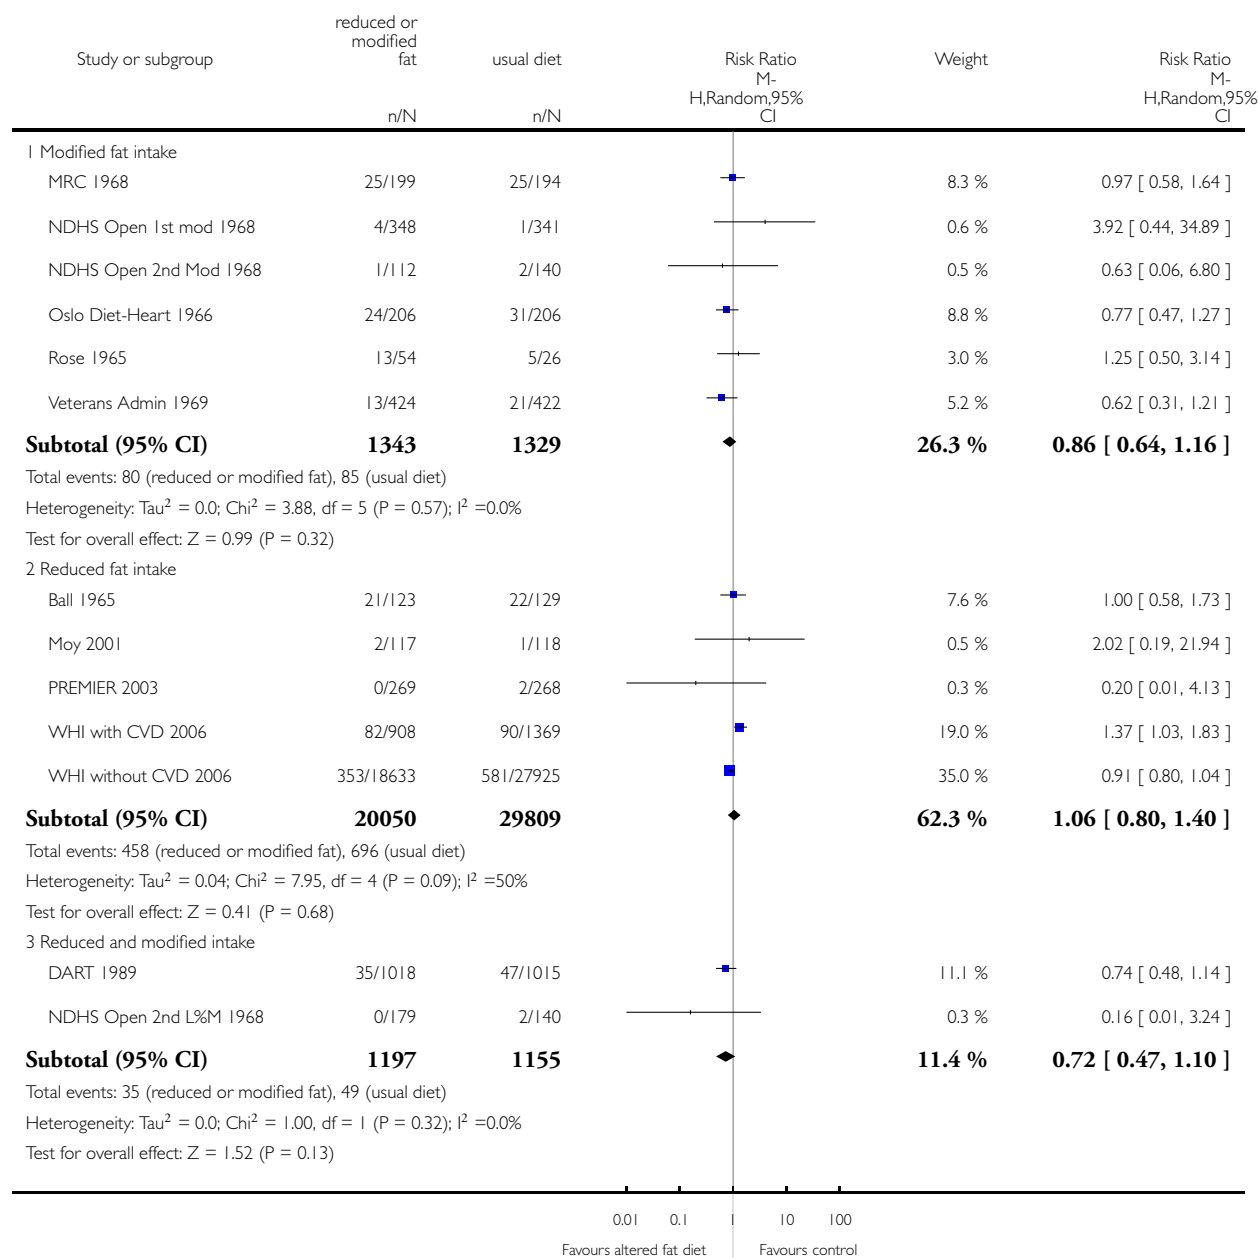 reduced or
modified
Study or subgroup fat usual diet Risk Ratio Weight Risk Ratio
M- M-
H,Random,95% H,Random,95%
n/N n/N CI CI
1 Modified fat intake
MRC 1968 25/199 25/194 8.3 % 0.97 [ 0.58, 1.64 ]
NDHS Open 1st mod 1968 4/348 1/341 0.6 % 3.92 [ 0.44, 34.89 ]
NDHS Open 2nd Mod 1968 1/112 2/140 0.5 % 0.63 [ 0.06, 6.80 ]
Oslo Diet-Heart 1966 24/206 31/206 8.8 % 0.77 [ 0.47, 1.27 ]
Rose 1965 13/54 5/26 3.0 % 1.25 [ 0.50, 3.14 ]
Veterans Admin 1969 13/424 21/422 5.2 % 0.62 [ 0.31, 1.21 ]
Subtotal (95% CI) 1343 1329 26.3 % 0.86 [ 0.64, 1.16 ]
Total events: 80 (reduced or modified fat), 85 (usual diet)
Heterogeneity: Tau² = 0.0; Chi² = 3.88, df = 5 (P = 0.57); I² =0.0%
Test for overall effect: Z = 0.99 (P = 0.32)
2 Reduced fat intake
Ball 1965 21/123 22/129 7.6 % 1.00 [ 0.58, 1.73 ]
Moy 2001 2/117 1/118 0.5 % 2.02 [ 0.19, 21.94 ]
PREMIER 2003 0/269 2/268 0.3 % 0.20 [ 0.01, 4.13 ]
WHI with CVD 2006 82/908 90/1369 19.0 % 1.37 [ 1.03, 1.83 ]
WHI without CVD 2006 353/18633 581/27925 35.0 % 0.91 [ 0.80, 1.04 ]
Subtotal (95% CI) 20050 29809 62.3 % 1.06 [ 0.80, 1.40 ]
Total events: 458 (reduced or modified fat), 696 (usual diet)
Heterogeneity: Tau² = 0.04; Chi² = 7.95, df = 4 (P = 0.09); I² =50%
Test for overall effect: Z = 0.41 (P = 0.68)
3 Reduced and modified intake
DART 1989 35/1018 47/1015 11.1 % 0.74 [ 0.48, 1.14 ]
NDHS Open 2nd L%M 1968 0/179 2/140 0.3 % 0.16 [ 0.01, 3.24 ]
Subtotal (95% CI) 1197 1155 11.4 % 0.72 [ 0.47, 1.10 ]
Total events: 35 (reduced or modified fat), 49 (usual diet)
Heterogeneity: Tau² = 0.0; Chi² = 1.00, df = 1 (P = 0.32); I² =0.0%
Test for overall effect: Z = 1.52 (P = 0.13)
0.01 0.1 1 10 100
Favours altered fat diet Favours control